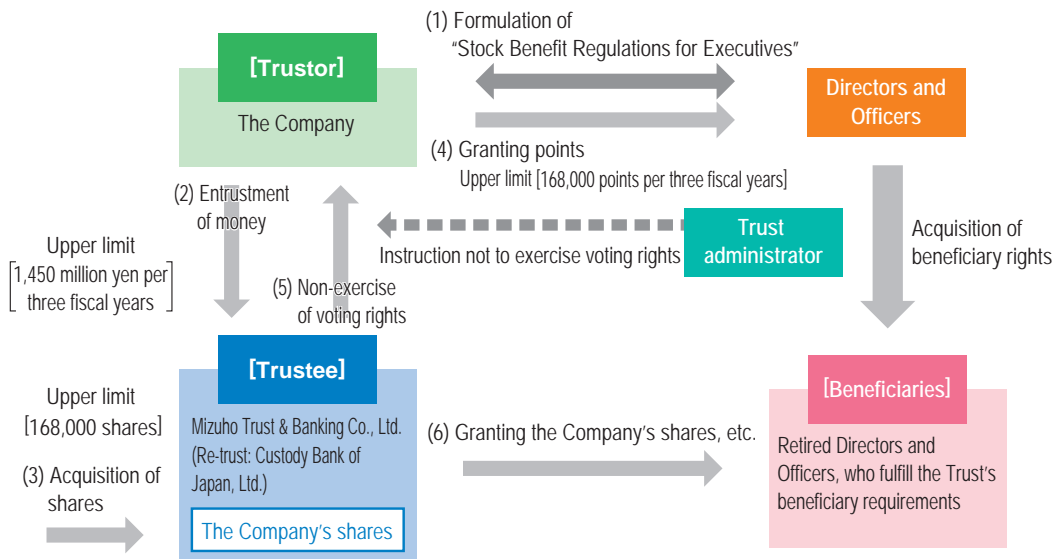 (1) Formulation of
“Stock Benefit Regulations for Executives”
[Trustor]
The Company
Directors and
Officers
(4) Granting points
Upper limit [168,000 points per three fiscal years]
(2) Entrustment
of money
Trust
administrator
Instruction not to exercise voting rights
Acquisition of
beneficiary rights
Upper limit
[1,450 million yen per
three fiscal years]
(5) Non-exercise
of voting rights
[Trustee]
Mizuho Trust & Banking Co., Ltd.
(Re-trust: Custody Bank of
Japan, Ltd.)
The Company’s shares
Upper limit
[168,000 shares]
(3) Acquisition of
shares
(6) Granting the Company’s shares, etc.
[Beneficiaries]
Retired Directors and
Officers, who fulfill the Trust’s
beneficiary requirements